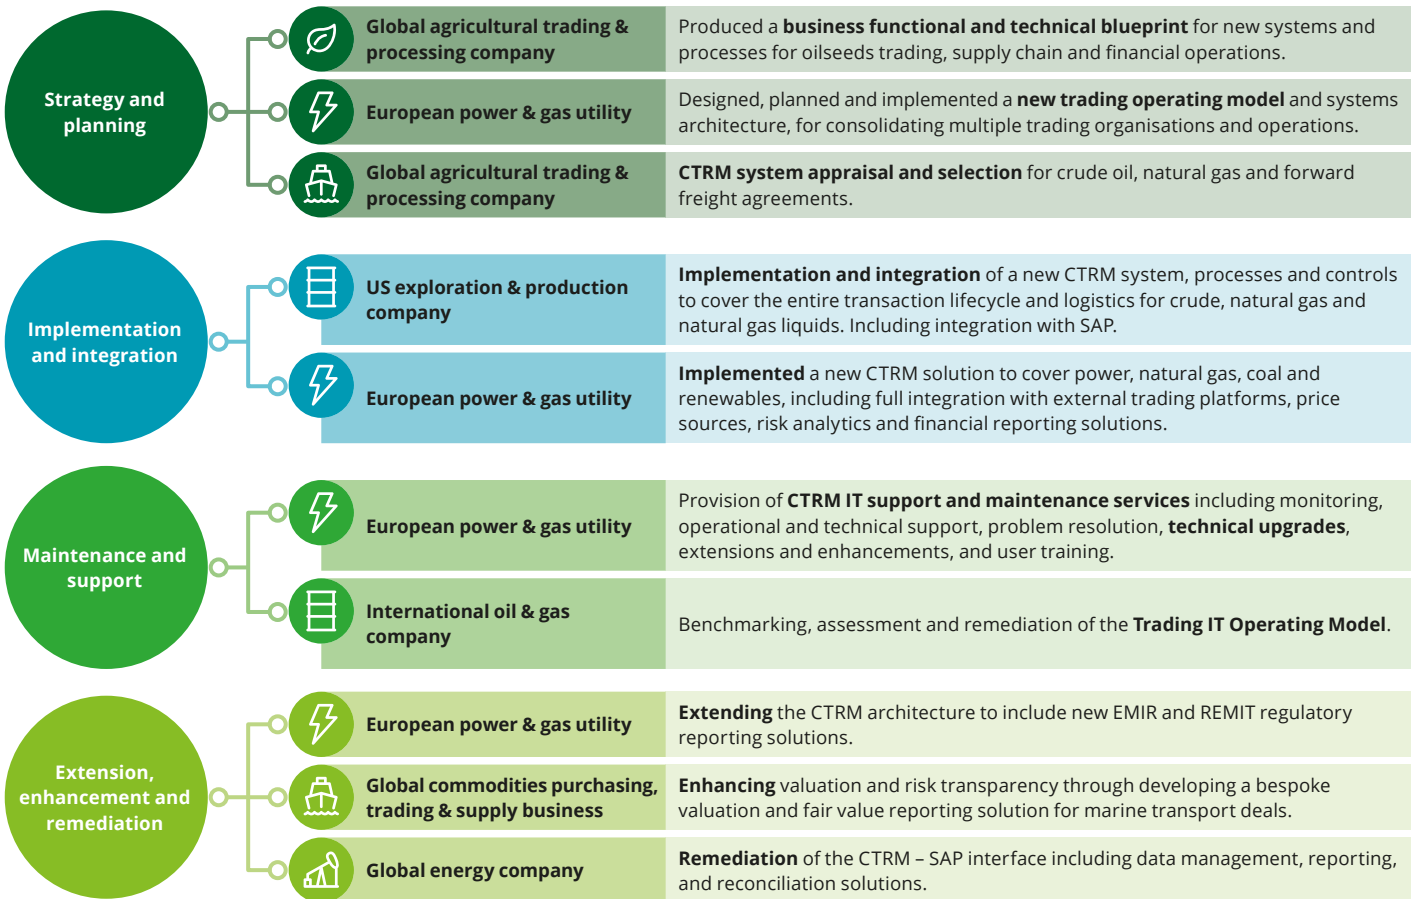 Strategy and
planning
Global agricultural trading &
processing company
Produced a business functional and technical blueprint for new systems and
processes for oilseeds trading, supply chain and financial operations.
European power & gas utility
Designed, planned and implemented a new trading operating model and systems
architecture, for consolidating multiple trading organisations and operations.
Global agricultural trading &
processing company
CTRM system appraisal and selection for crude oil, natural gas and forward
freight agreements.
Implementation
and integration
US exploration & production
company
Implementation and integration of a new CTRM system, processes and controls
to cover the entire transaction lifecycle and logistics for crude, natural gas and
natural gas liquids. Including integration with SAP.
European power & gas utility
Implemented a new CTRM solution to cover power, natural gas, coal and
renewables, including full integration with external trading platforms, price
sources, risk analytics and financial reporting solutions.
Maintenance and
support
European power & gas utility
Provision of CTRM IT support and maintenance services including monitoring,
operational and technical support, problem resolution, technical upgrades,
extensions and enhancements, and user training.
International oil & gas
company
Benchmarking, assessment and remediation of the Trading IT Operating Model.
Extension,
enhancement and
remediation
European power & gas utility
Extending the CTRM architecture to include new EMIR and REMIT regulatory
reporting solutions.
Global commodities purchasing,
trading & supply business
Enhancing valuation and risk transparency through developing a bespoke
valuation and fair value reporting solution for marine transport deals.
Global energy company
Remediation of the CTRM – SAP interface including data management, reporting,
and reconciliation solutions.